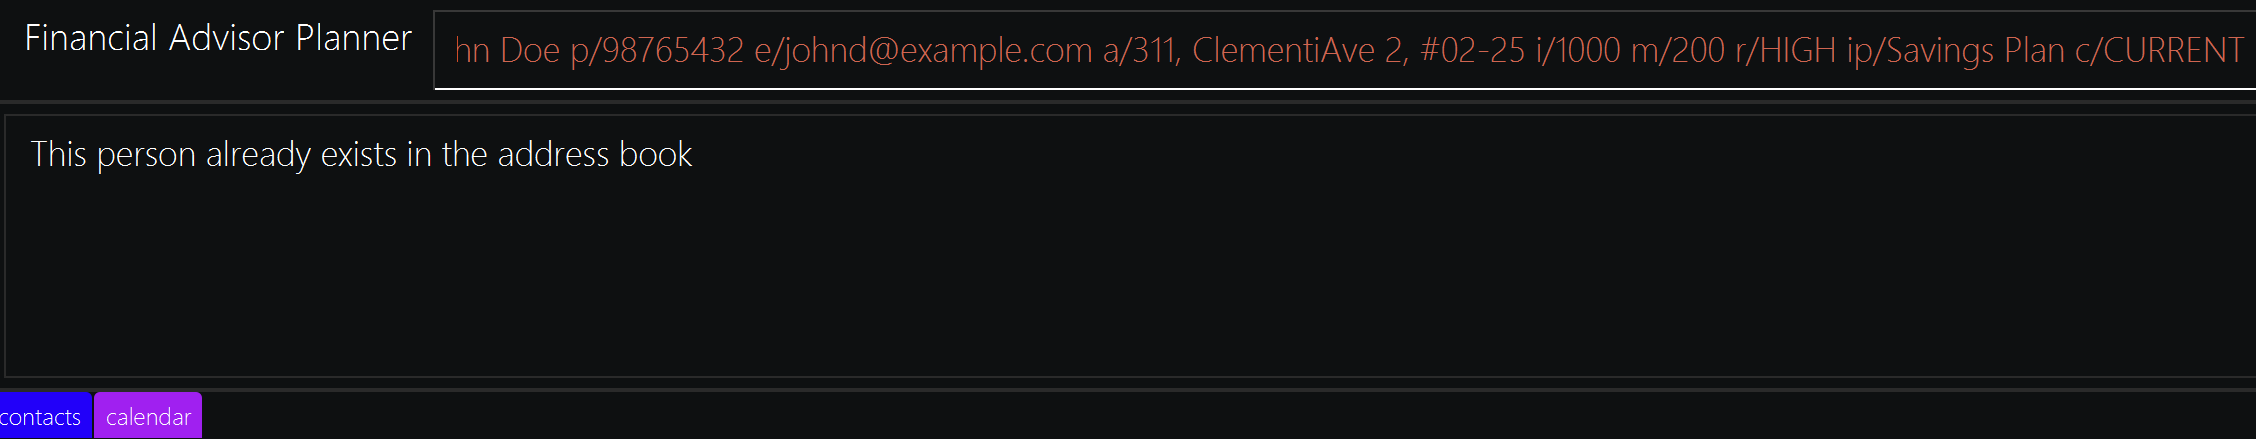 Financial Advisor Planner
hn Doe p/98765432 e/johnd@example.com a/311, ClementiAve 2, #02-25 i/1000 m/200 r/HIGH ip/Savings Plan c/CURRENT
This person already exists in the address book
contacts calendar